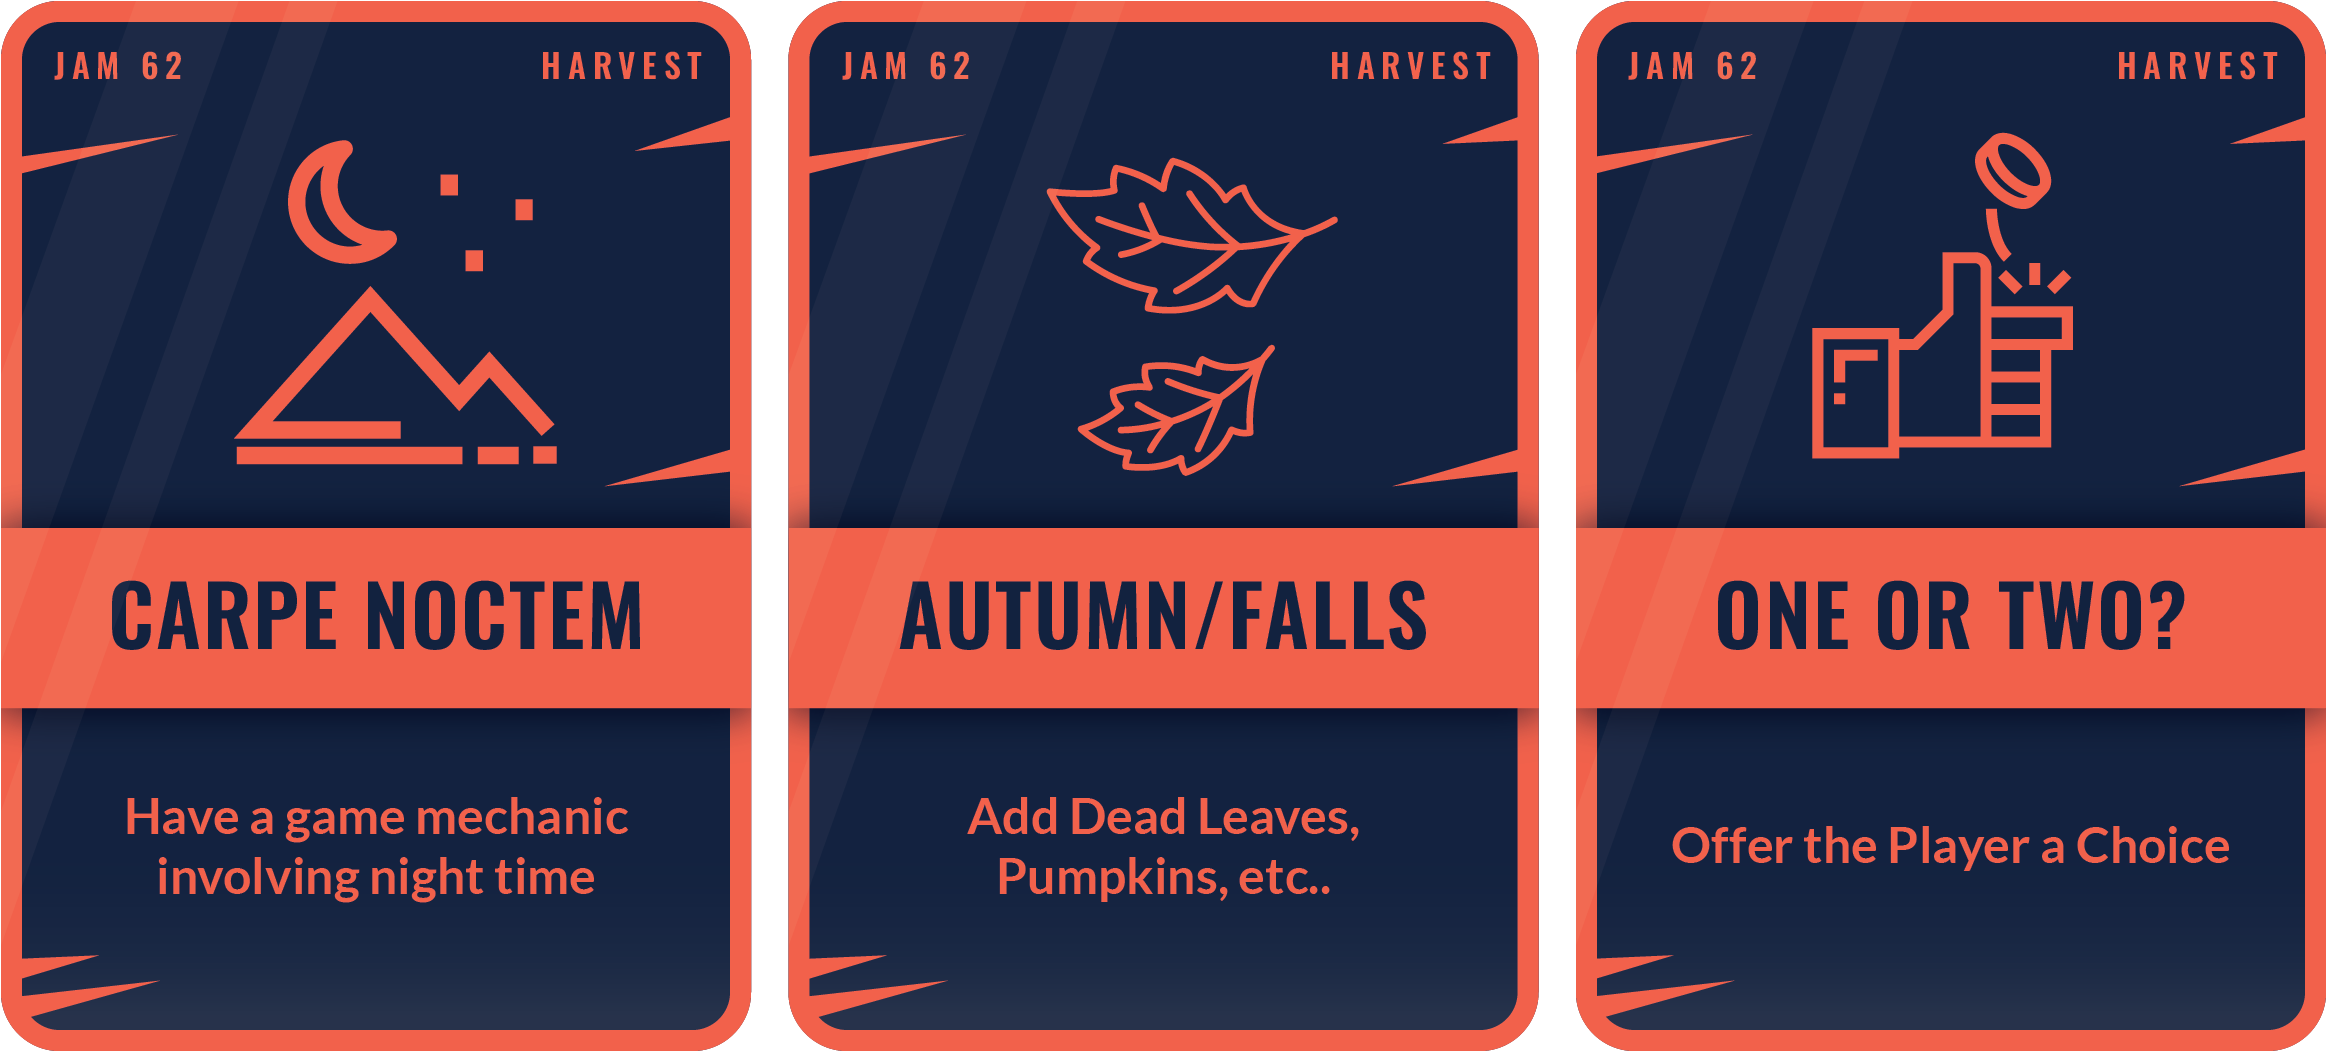 JAM 62
HARVEST
CARPE NOCTEM
Have a game mechanic
involving night time
JAM 62
HARVEST
AUTUMN/FALLS
Add Dead Leaves,
Pumpkins, etc..
JAM 62
HARVEST
ONE OR TWO?
Offer the Player a Choice